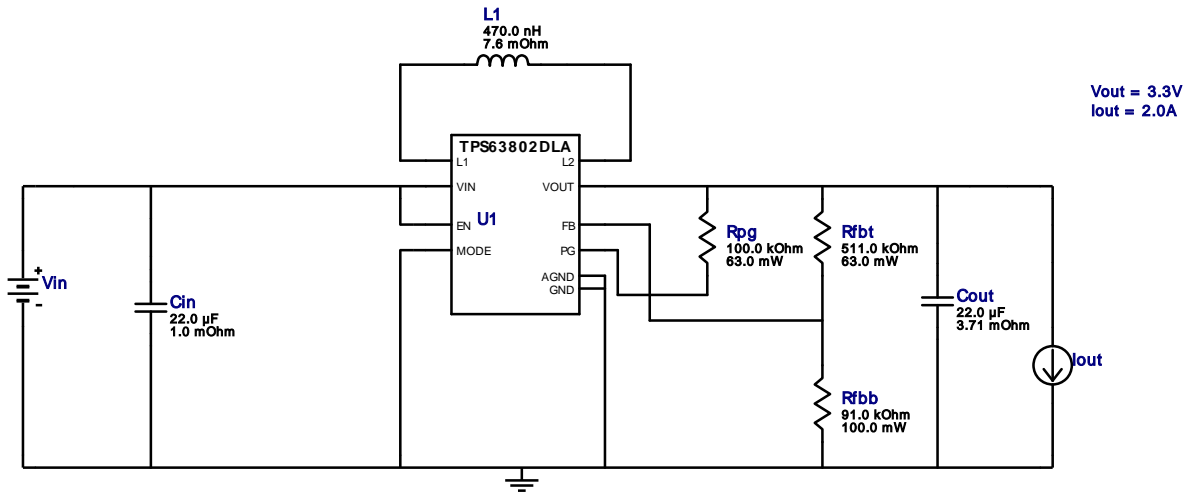 L1
470.0 nH
7.6 mOhm
Vout = 3.3V
Iout = 2.0A
TPS63802DLA
L1
L2
VIN
VOUT
EN
U1
FB
MODE
PG
AGND
GND
Rpg
100.0 kOhm
63.0 mW
Rfbt
511.0 kOhm
63.0 mW
+
Vin
-
Cin
22.0 µF
1.0 mOhm
Cout
22.0 µF
3.71 mOhm
Iout
Rfbb
91.0 kOhm
100.0 mW